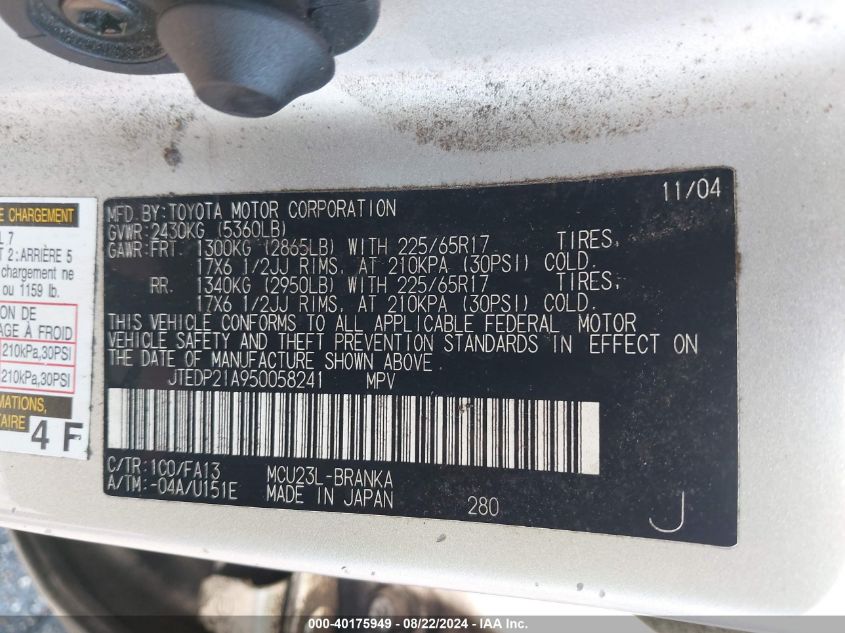 E CHARGEMENT
L 7
T 2:ARRIÈRE 5
chargement ne
ou 1159 lb.
ION DE
AGE À FROID
210kPa,30PSI
210kPa,30PSI
MATIONS,
TAIRE
4 F
11/04
MFD.BY:TOYOTA MOTOR CORPORATION
GVWR:2430KG (5360LB)
GAWR:FRT. 1300KG (2865LB) WITH 225/65R17 TIRES,
17X6 1/2JJ RIMS, AT 210KPA (30PSI) COLD.
RR. 1340KG (2950LB) WITH 225/65R17 TIRES,
17X6 1/2JJ RIMS, AT 210KPA (30PSI) COLD.
THIS VEHICLE CONFORMS TO ALL APPLICABLE FEDERAL MOTOR
VEHICLE SAFETY AND THEFT PREVENTION STANDARDS IN EFFECT ON
THE DATE OF MANUFACTURE SHOWN ABOVE
JTEDP21A950058241 MPV
C/TR:1C0/FA13 MCU23L-BRANKA
A/TM:-04A/U151E MADE IN JAPAN 280
J
000-40175949 - 08/22/2024 - IAAI.COM